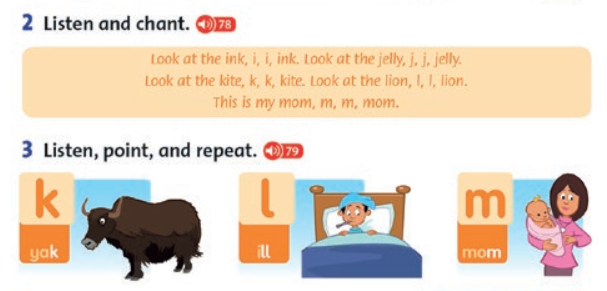 2 Listen and chant. 78
Look at the ink, i, i, ink. Look at the jelly, j, j, jelly.
Look at the kite, k, k, kite. Look at the lion, l, l, lion.
This is my mom, m, m, mom.
3 Listen, point, and repeat. 79
k
yak
l
ill
m
mom